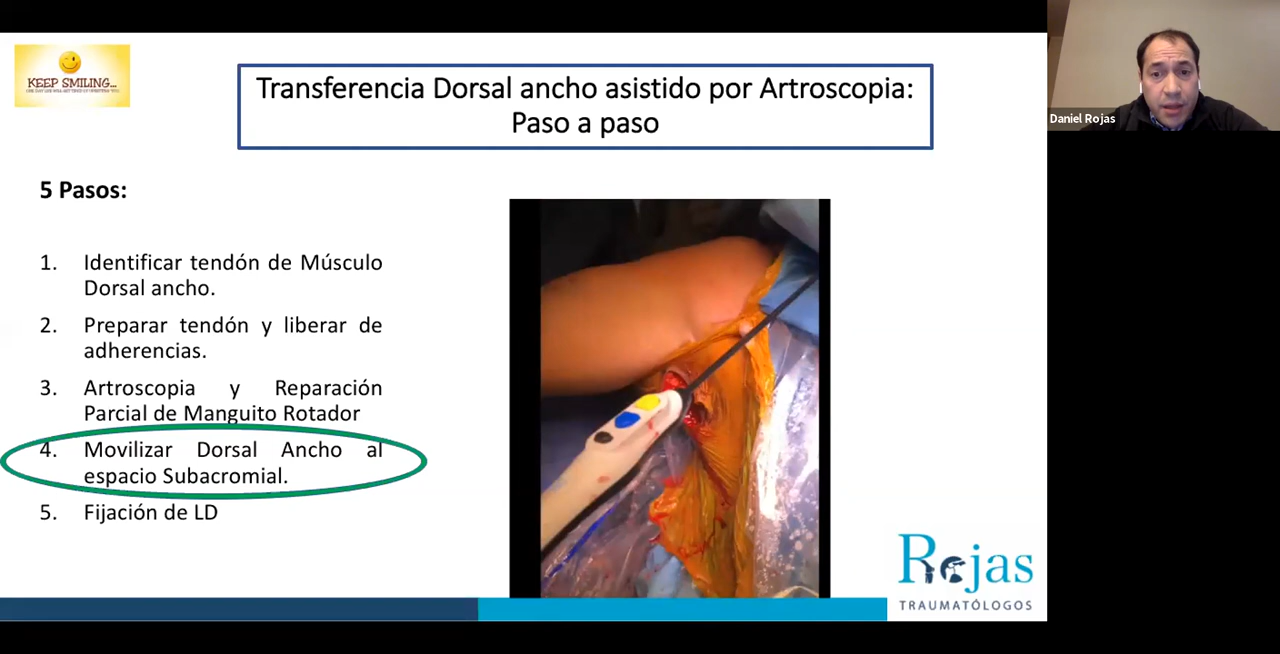 KEEP SMILING...
Transferencia Dorsal ancho asistido por Artroscopia:
Paso a paso
Daniel Rojas
5 Pasos:
1. Identificar tendón de Músculo
Dorsal ancho.
2. Preparar tendón y liberar de
adherencias.
3. Artroscopia y Reparación
Parcial de Manguito Rotador
4. Movilizar Dorsal Ancho al
espacio Subacromial.
5. Fijación de LD
Rojas
TRAUMATÓLOGOS